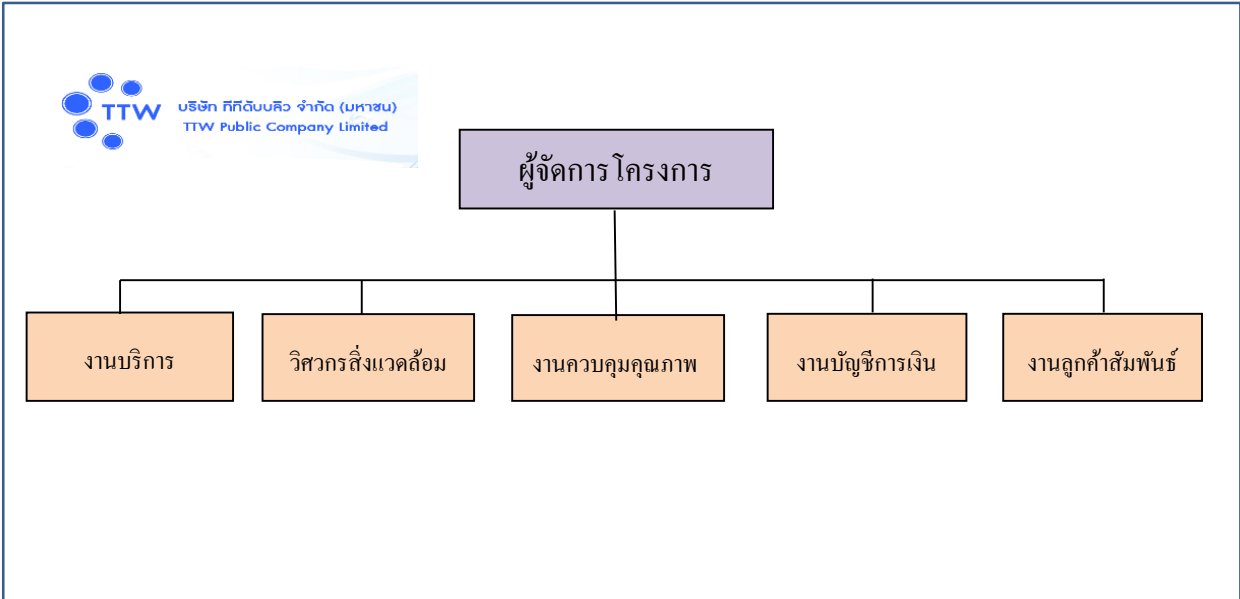 TTW
บริษัท ทีทีดับบลิว จำกัด (มหาชน)
TTW Public Company Limited
ผู้จัดการโครงการ
งานบริการ
วิศวกรสิ่งแวดล้อม
งานควบคุมคุณภาพ
งานบัญชีการเงิน
งานลูกค้าสัมพันธ์